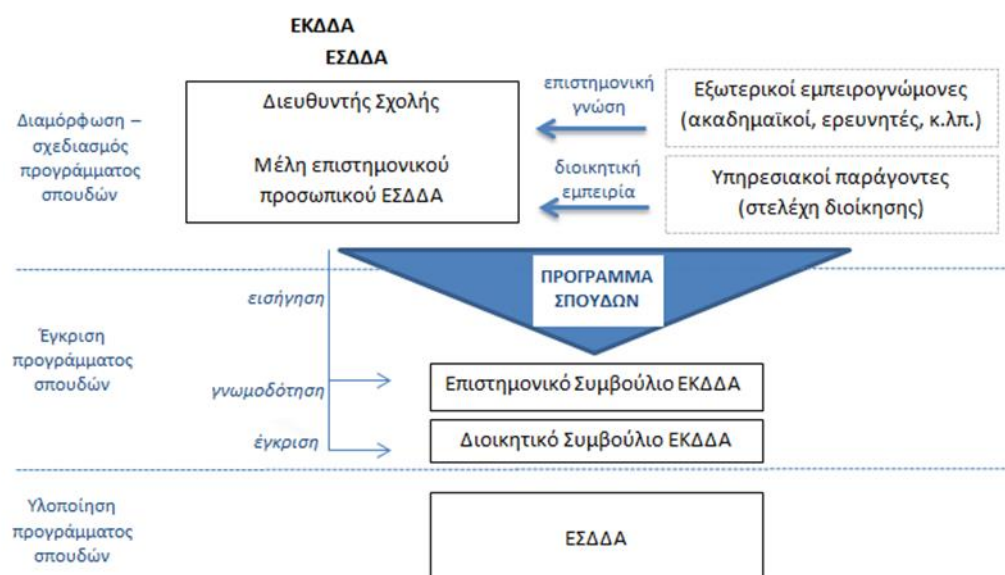 ΕΚΔΔΑ
ΕΣΔΔΑ
Διαμόρφωση –
σχεδιασμός
προγράμματος
σπουδών
Διευθυντής Σχολής
Μέλη επιστημονικού
προσωπικού ΕΣΔΔΑ
επιστημονική
γνώση
διοικητική
εμπειρία
Εξωτερικοί εμπειρογνώμονες
(ακαδημαϊκοί, ερευνητές, κ.λπ.)
Υπηρεσιακοί παράγοντες
(στελέχη διοίκησης)
ΠΡΟΓΡΑΜΜΑ
ΣΠΟΥΔΩΝ
Έγκριση
προγράμματος
σπουδών
εισήγηση
γνωμοδότηση
έγκριση
Επιστημονικό Συμβούλιο ΕΚΔΔΑ
Διοικητικό Συμβούλιο ΕΚΔΔΑ
Υλοποίηση
προγράμματος
σπουδών
ΕΣΔΔΑ